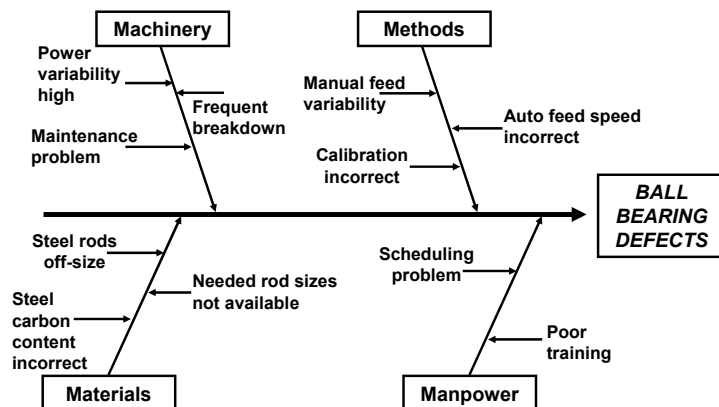 Machinery
Methods
Power
variability
high
Frequent
breakdown
Maintenance
problem
Manual feed
variability
Auto feed speed
incorrect
Calibration
incorrect
BALL
BEARING
DEFECTS
Steel rods
off-size
Needed rod sizes
not available
Steel
carbon
content
incorrect
Scheduling
problem
Poor
training
Materials
Manpower